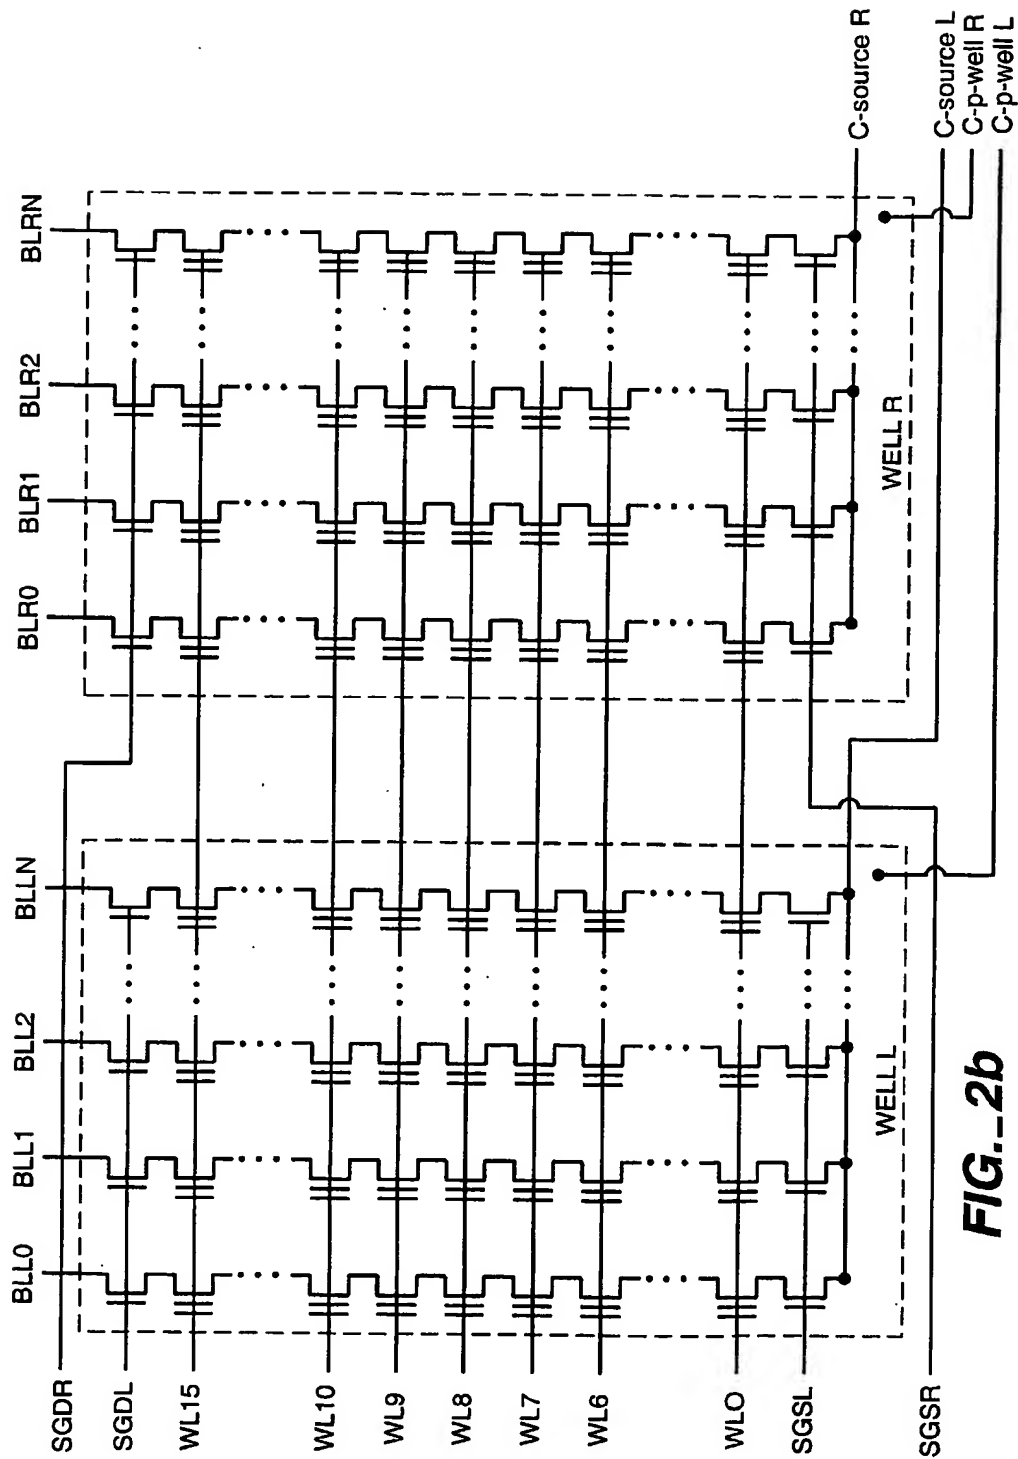 BLL0
BLL1
BLL2
BLLN
BLR0
BLR1
BLR2
BLRN
SGDR
SGDL
WL15
WL10
WL9
WL8
WL7
WL6
WLO
SGSL
SGSR
WELL L
WELL R
C-source R
C-source L
C-p-well R
C-p-well L
FIG._2b